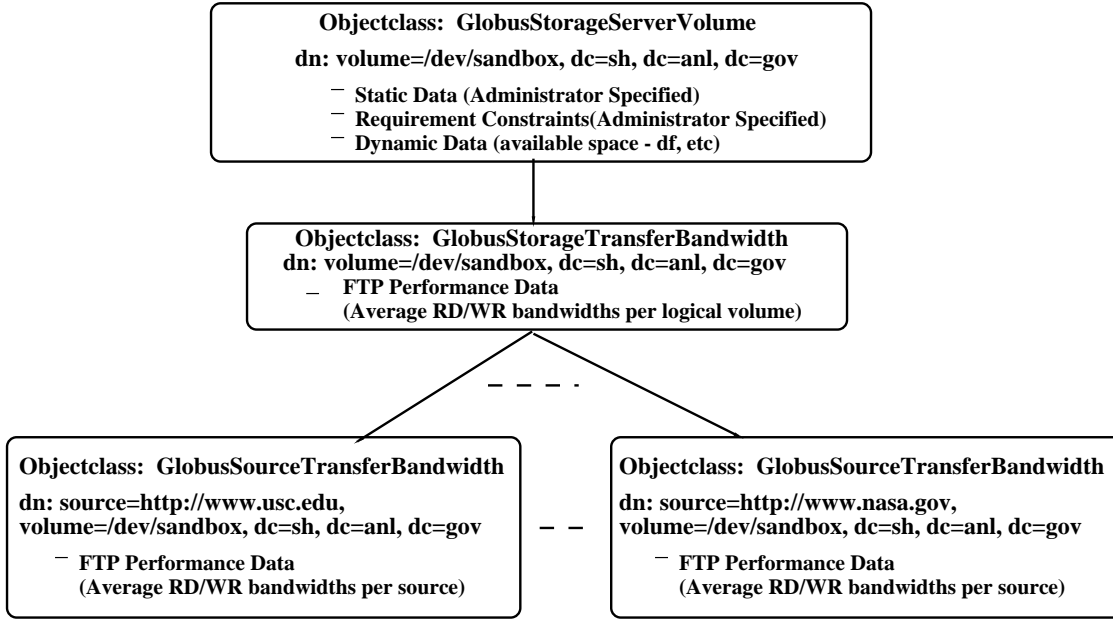 Objectclass: GlobusStorageServerVolume
dn: volume=/dev/sandbox, dc=sh, dc=anl, dc=gov
– Static Data (Administrator Specified)
– Requirement Constraints(Administrator Specified)
– Dynamic Data (available space - df, etc)
Objectclass: GlobusStorageTransferBandwidth
dn: volume=/dev/sandbox, dc=sh, dc=anl, dc=gov
– FTP Performance Data
(Average RD/WR bandwidths per logical volume)
Objectclass: GlobusSourceTransferBandwidth
dn: source=http://www.usc.edu,
volume=/dev/sandbox, dc=sh, dc=anl, dc=gov
– FTP Performance Data
(Average RD/WR bandwidths per source)
Objectclass: GlobusSourceTransferBandwidth
dn: source=http://www.nasa.gov,
volume=/dev/sandbox, dc=sh, dc=anl, dc=gov
– FTP Performance Data
(Average RD/WR bandwidths per source)